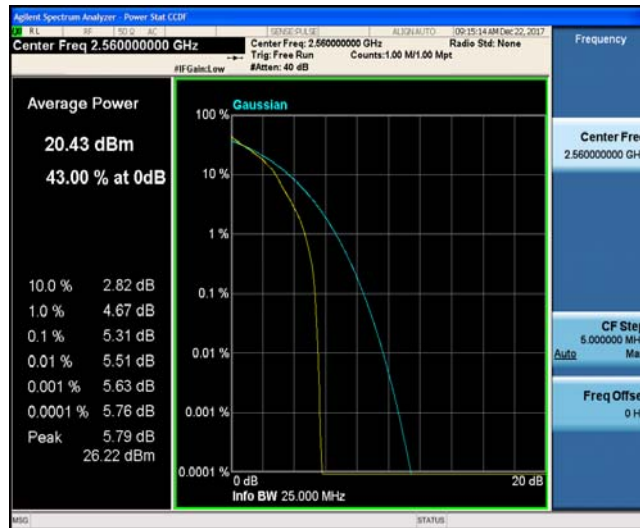 Agilent Spectrum Analyzer - Power Stat CCDF
RL RF 50 Ω AC SENSE:PULSE ALIGN AUTO 09:15:14 AM Dec 22, 2017
Center Freq 2.560000000 GHz
Center Freq: 2.560000000 GHz Radio Std: None
Trig: Free Run Counts:1.00 M/1.00 Mpt
#IFGain:Low #Atten: 40 dB
Frequency
Average Power
20.43 dBm
43.00 % at 0dB
10.0 % 2.82 dB
1.0 % 4.67 dB
0.1 % 5.31 dB
0.01 % 5.51 dB
0.001 % 5.63 dB
0.0001 % 5.76 dB
Peak 5.79 dB
26.22 dBm
Gaussian
100 %
10 %
1 %
0.1 %
0.01 %
0.001 %
0.0001 %
0 dB 20 dB
Info BW 25.000 MHz
Center Fre
2.560000000 GH
CF Step
5.000000 MH
Auto Ma
Freq Offse
0 H
MSG STATUS